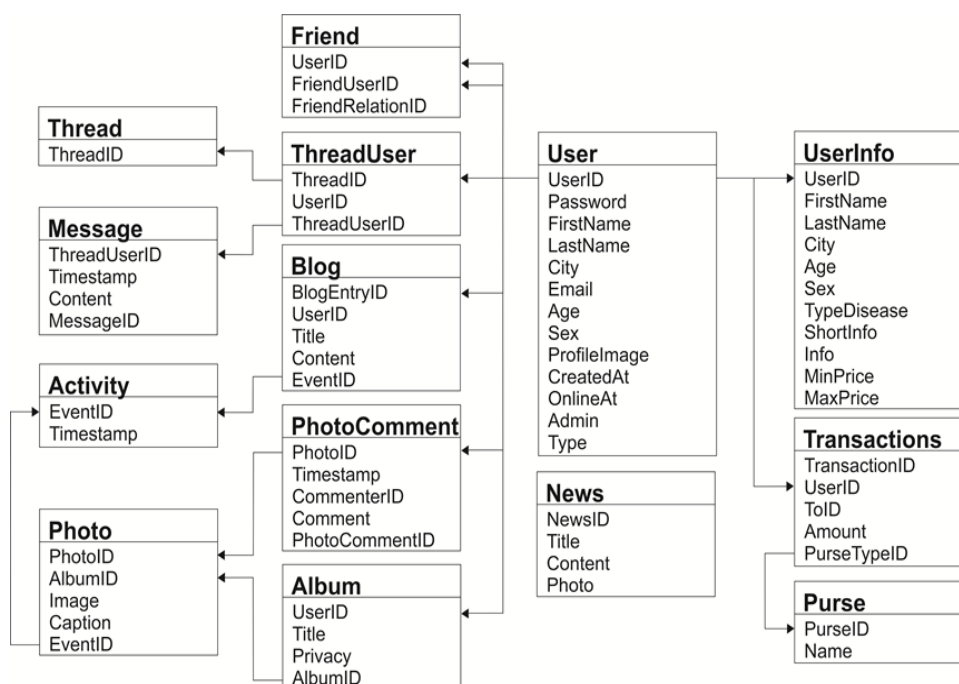 Friend
UserID
FriendUserID
FriendRelationID
Thread
ThreadID
ThreadUser
ThreadID
UserID
ThreadUserID
User
UserID
Password
FirstName
LastName
City
Email
Age
Sex
ProfileImage
CreatedAt
OnlineAt
Admin
Type
UserInfo
UserID
FirstName
LastName
City
Age
Sex
TypeDisease
ShortInfo
Info
MinPrice
MaxPrice
Message
ThreadUserID
Timestamp
Content
MessageID
Blog
BlogEntryID
UserID
Title
Content
EventID
Activity
EventID
Timestamp
PhotoComment
PhotoID
Timestamp
CommenterID
Comment
PhotoCommentID
News
NewsID
Title
Content
Photo
Transactions
TransactionID
UserID
ToID
Amount
PurseTypeID
Photo
PhotoID
AlbumID
Image
Caption
EventID
Album
UserID
Title
Privacy
AlbumID
Purse
PurseID
Name